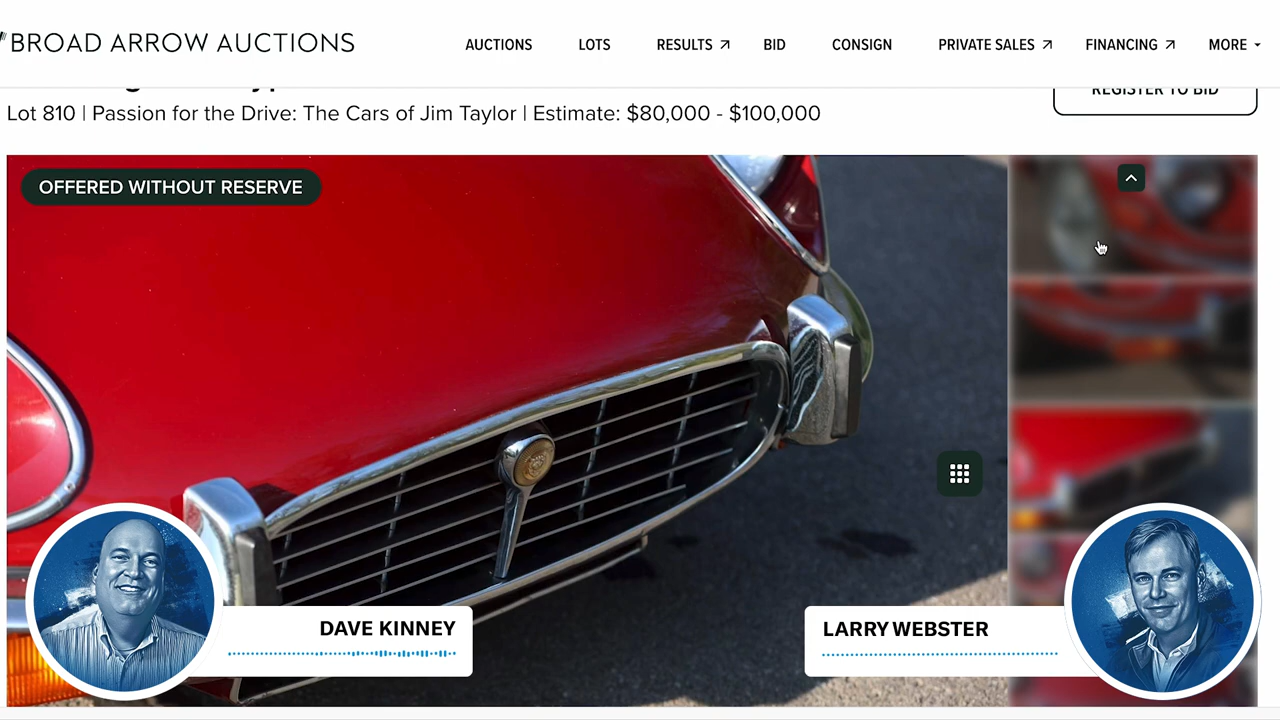 BROAD ARROW AUCTIONS
AUCTIONS LOTS RESULTS BID CONSIGN PRIVATE SALES FINANCING MORE
REGISTER TO BID
Lot 810 | Passion for the Drive: The Cars of Jim Taylor | Estimate: $80,000 - $100,000
OFFERED WITHOUT RESERVE
DAVE KINNEY
LARRY WEBSTER